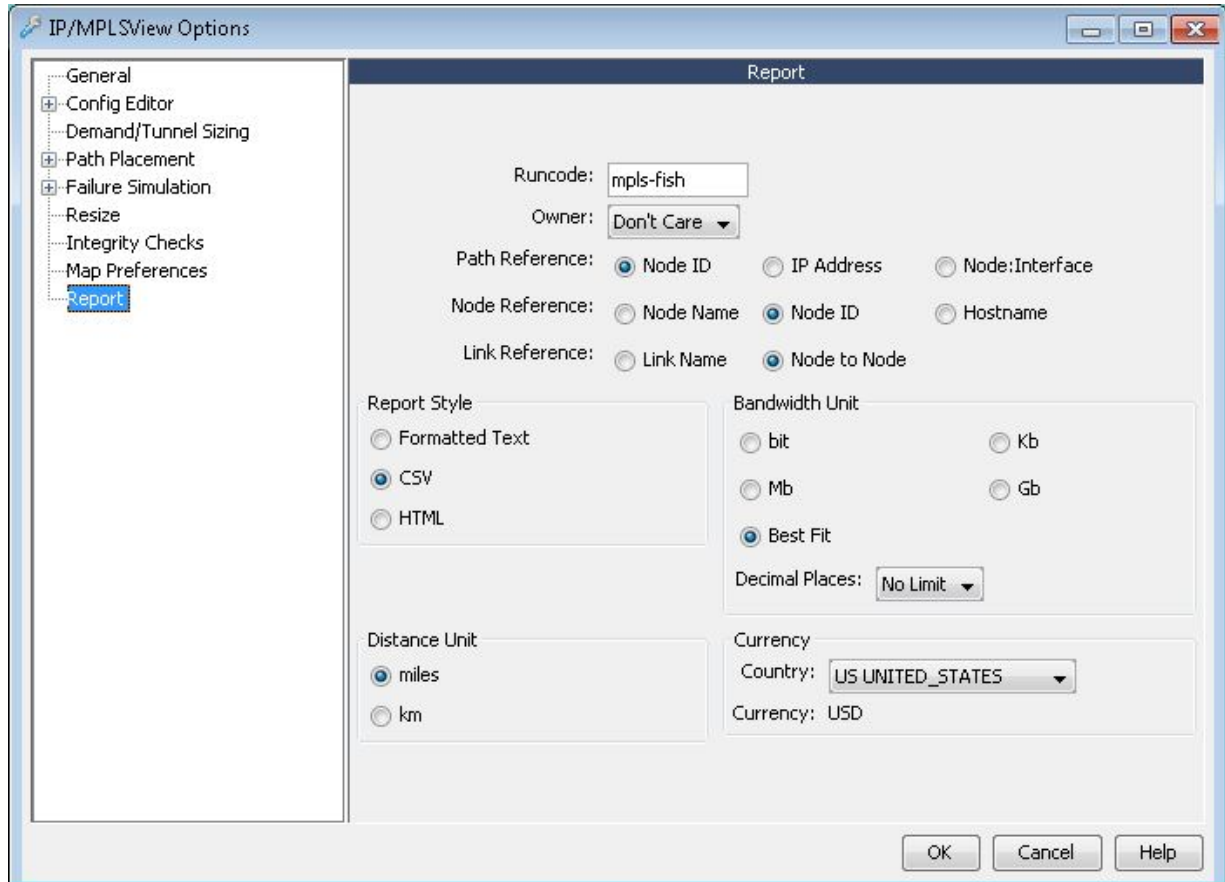 IP/MPLSView Options
General
Config Editor
Demand/Tunnel Sizing
Path Placement
Failure Simulation
Resize
Integrity Checks
Map Preferences
Report
Report
Runcode: mpls-fish
Owner: Don't Care
Path Reference: Node ID IP Address Node:Interface
Node Reference: Node Name Node ID Hostname
Link Reference: Link Name Node to Node
Report Style
Formatted Text
CSV
HTML
Bandwidth Unit
bit Kb
Mb Gb
Best Fit
Decimal Places: No Limit
Distance Unit
miles
km
Currency
Country: US UNITED_STATES
Currency: USD
OK Cancel Help